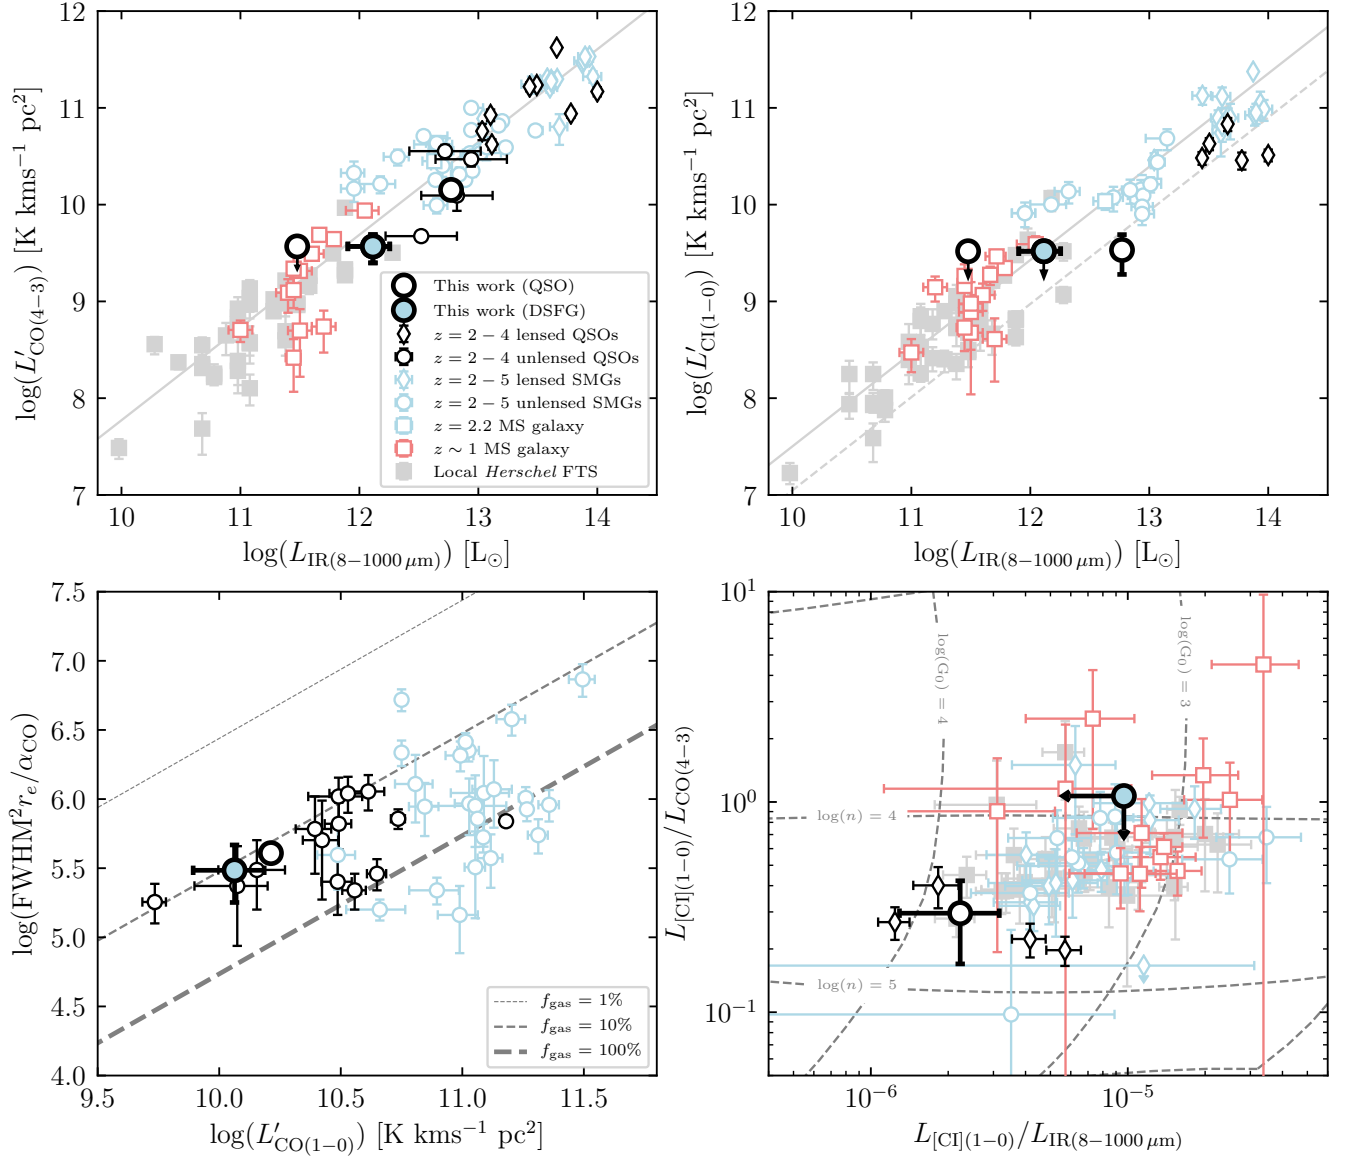 12
11
10
9
8
7
log(L′CO(4−3)) [K kms−1 pc2]
10 11 12 13 14
log(LIR(8−1000 μm)) [L⊙]
This work (QSO)
This work (DSFG)
z = 2 − 4 lensed QSOs
z = 2 − 4 unlensed QSOs
z = 2 − 5 lensed SMGs
z = 2 − 5 unlensed SMGs
z = 2.2 MS galaxy
z ∼ 1 MS galaxy
Local Herschel FTS
12
11
10
9
8
7
log(L′CI(1−0)) [K kms−1 pc2]
10 11 12 13 14
log(LIR(8−1000 μm)) [L⊙]
7.5
7.0
6.5
6.0
5.5
5.0
4.5
4.0
log(FWHM2re/αCO)
9.5 10.0 10.5 11.0 11.5
log(L′CO(1−0)) [K kms−1 pc2]
fgas = 1%
fgas = 10%
fgas = 100%
101
100
10−1
L[CI](1−0)/LCO(4−3)
log(G0) = 4
log(G0) = 3
log(n) = 4
log(n) = 5
10−6 10−5
L[CI](1−0)/LIR(8−1000 μm)